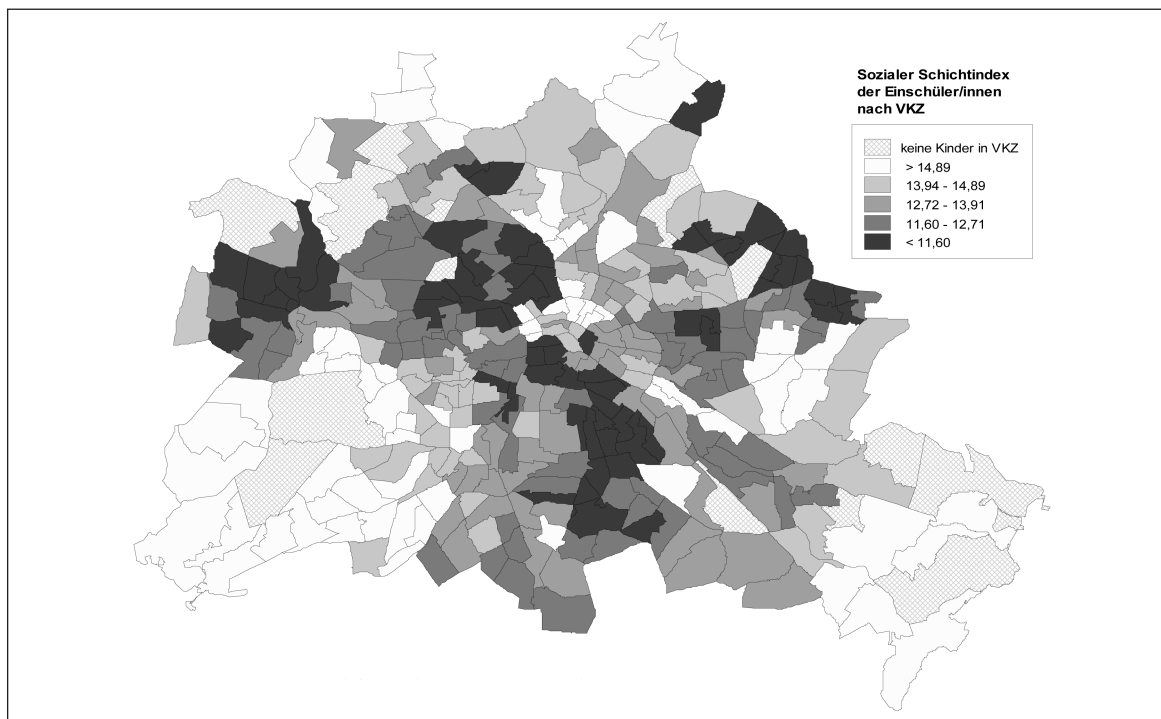 Sozialer Schichtindex
der Einschüler/innen
nach VKZ
keine Kinder in VKZ
> 14,89
13,94 - 14,89
12,72 - 13,91
11,60 - 12,71
< 11,60